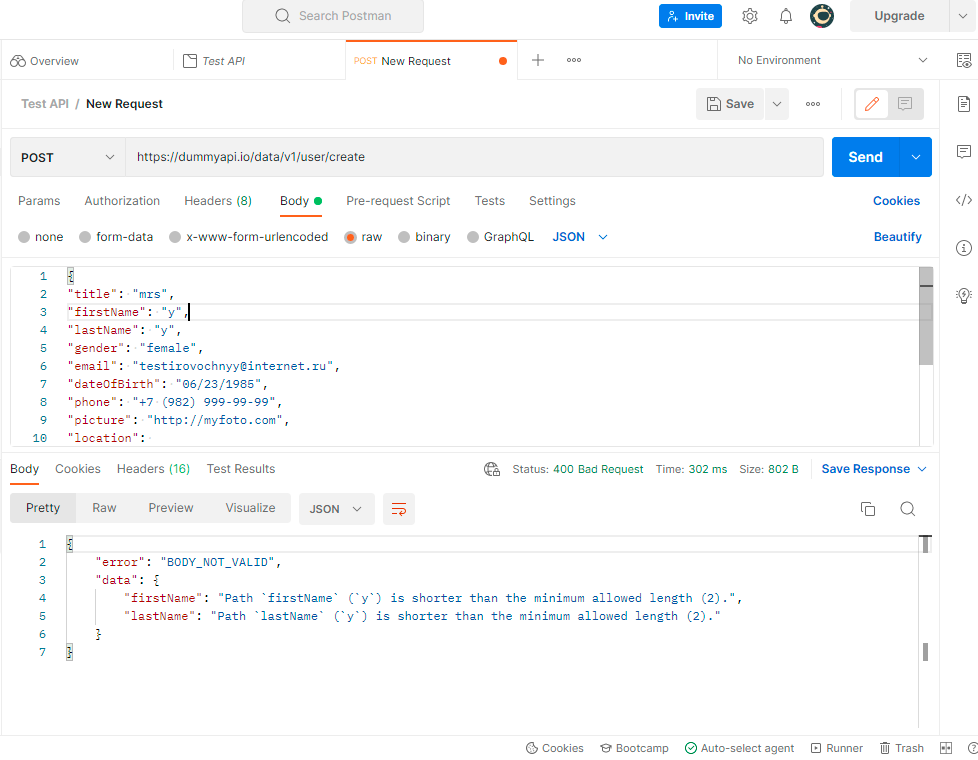 Search Postman Invite Upgrade
Overview Test API POST New Request No Environment
Test API / New Request Save
POST https://dummyapi.io/data/v1/user/create Send
Params Authorization Headers (8) Body Pre-request Script Tests Settings Cookies
none form-data x-www-form-urlencoded raw binary GraphQL JSON Beautify
1 {
2 "title": "mrs",
3 "firstName": "y",
4 "lastName": "y",
5 "gender": "female",
6 "email": "testirovochnyy@internet.ru",
7 "dateOfBirth": "06/23/1985",
8 "phone": "+7 (982) 999-99-99",
9 "picture": "http://myfoto.com",
10 "location":
Body Cookies Headers (16) Test Results Status: 400 Bad Request Time: 302 ms Size: 802 B Save Response
Pretty Raw Preview Visualize JSON
1 {
2 "error": "BODY_NOT_VALID",
3 "data": {
4 "firstName": "Path `firstName` (`y`) is shorter than the minimum allowed length (2).",
5 "lastName": "Path `lastName` (`y`) is shorter than the minimum allowed length (2)."
6 }
7 }
Cookies Bootcamp Auto-select agent Runner Trash